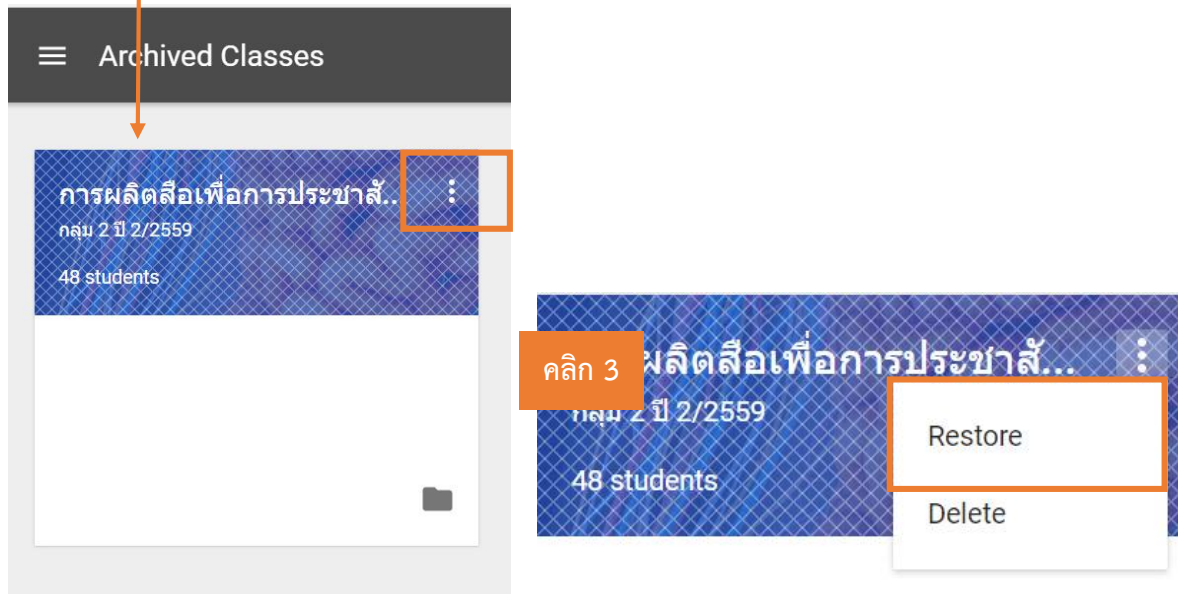 Archived Classes
การผลิตสือเพื่อการประชาสั...
กลุ่ม 2 ปี 2/2559
48 students
คลิก 3
ผลิตสือเพื่อการประชาสั...
กลุ่ม 2 ปี 2/2559
48 students
Restore
Delete